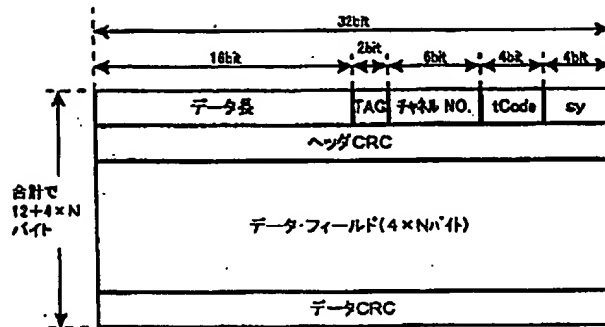 32bit
16bit 2bit 6bit 4bit 4bit
データ長 TAG チャネル NO. tCode sy
ヘッダCRC
合計で
12+4×N
バイト
データ・フィールド(4×Nバイト)
データCRC